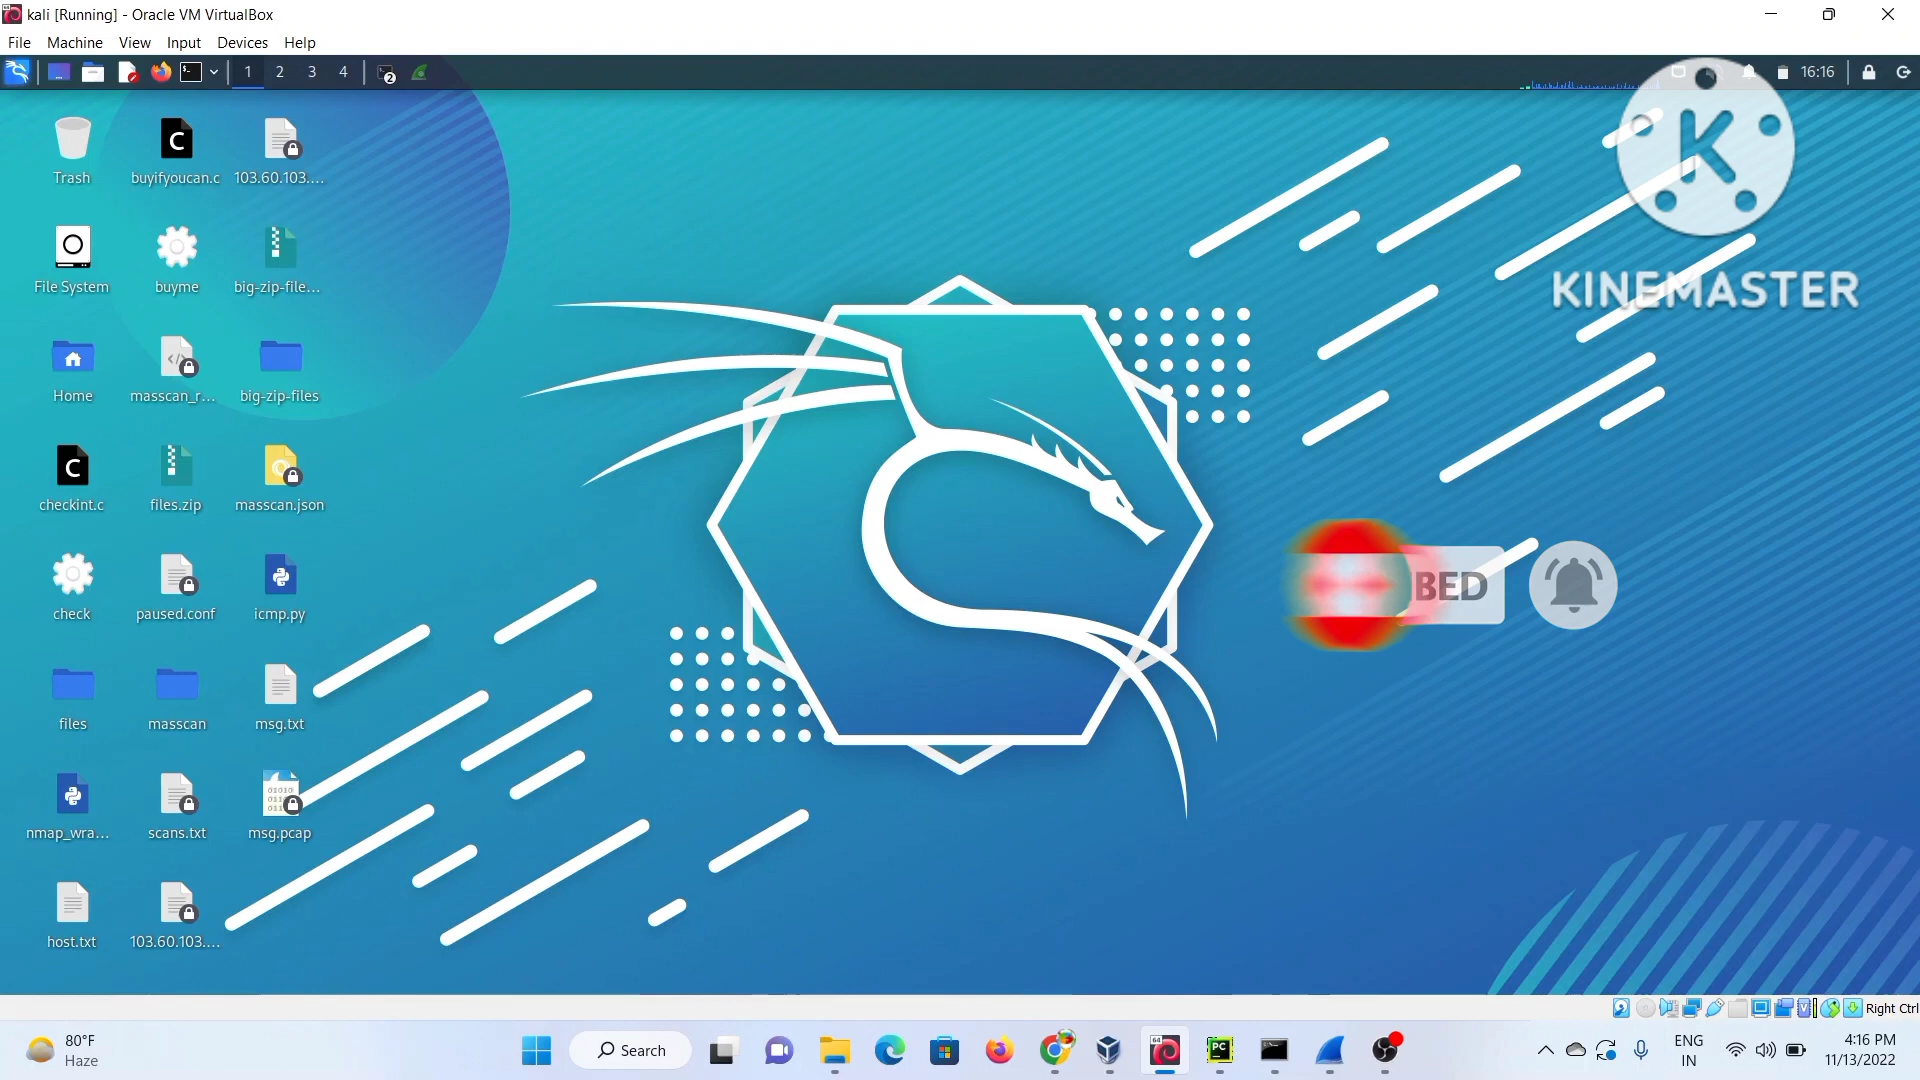 kali [Running] - Oracle VM VirtualBox
File Machine View Input Devices Help
1 2 3 4 2 16:16
Trash buyifyoucan.c 103.60.103....
File System buyme big-zip-file...
Home masscan_r... big-zip-files
checkint.c files.zip masscan.json
check paused.conf icmp.py
files masscan msg.txt
nmap_wra... scans.txt msg.pcap
host.txt 103.60.103....
K
KINEMASTER
BED
Right Ctrl
80°F
Haze
Search
ENG
IN
4:16 PM
11/13/2022